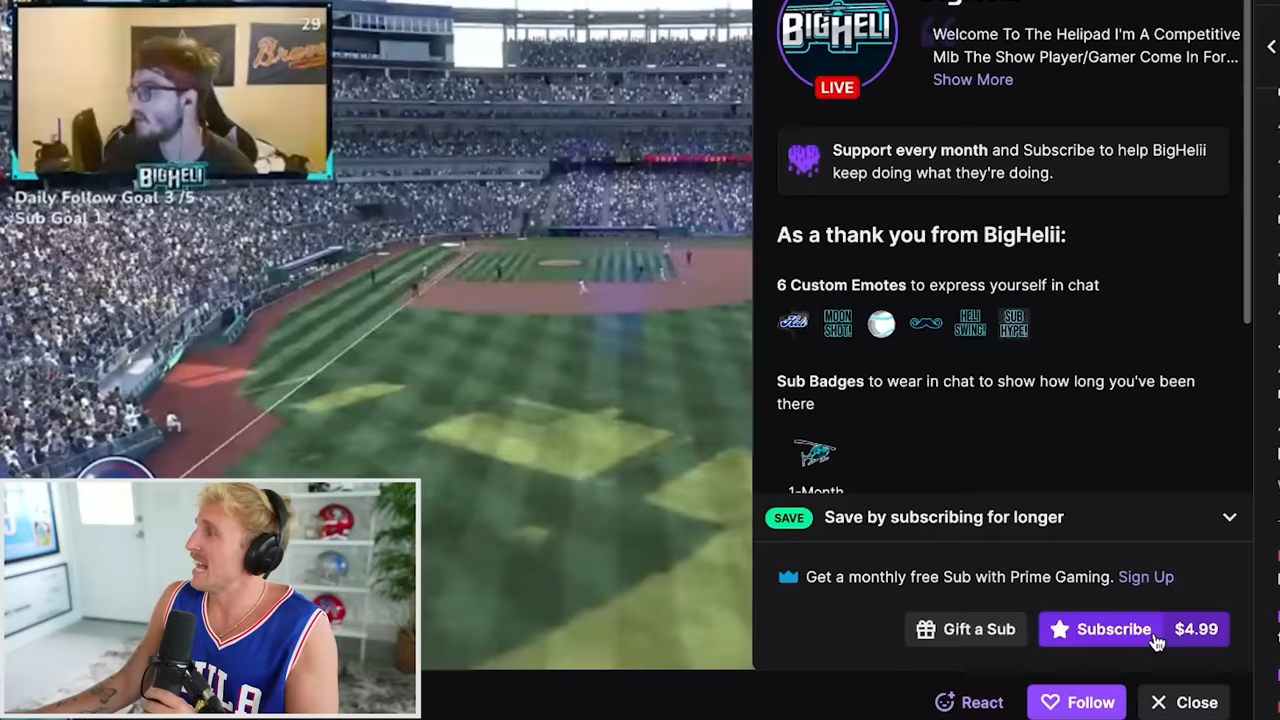 29
Braves
BIGHELI
Daily Follow Goal 3 /5
Sub Goal 1
BIGHELI
LIVE
Welcome To The Helipad I'm A Competitive
Mlb The Show Player/Gamer Come In For...
Show More
Support every month and Subscribe to help BigHelii
keep doing what they're doing.
As a thank you from BigHelii:
6 Custom Emotes to express yourself in chat
MOON
SHOT!
HELI
SWING!
SUB
HYPE!
Sub Badges to wear in chat to show how long you've been
there
1-Month
SAVE
Save by subscribing for longer
Get a monthly free Sub with Prime Gaming. Sign Up
Gift a Sub
Subscribe
$4.99
React
Follow
Close